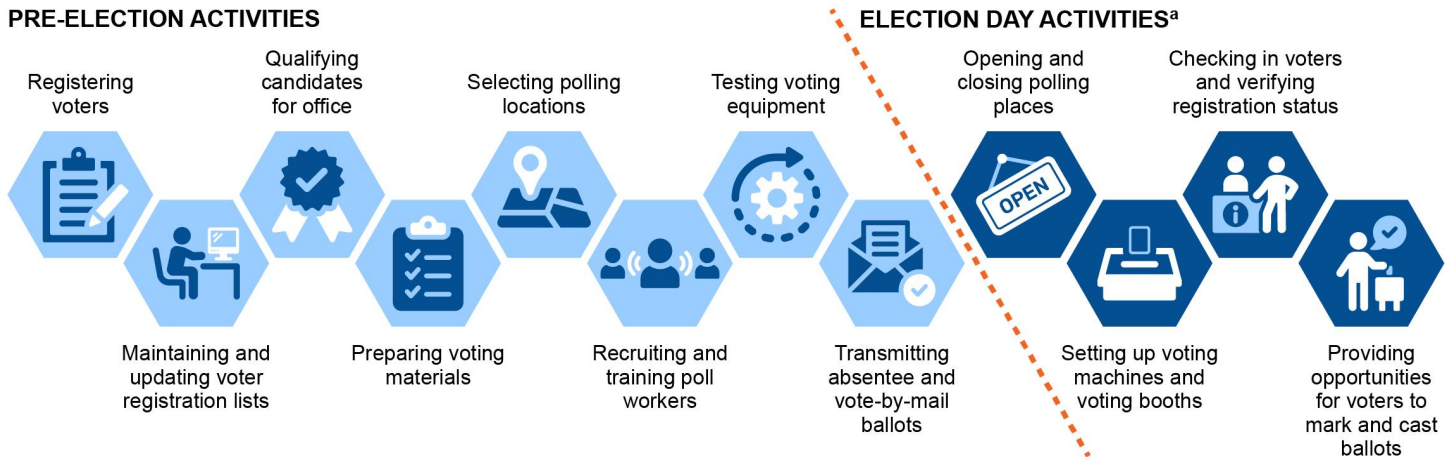 PRE-ELECTION ACTIVITIES
Registering
voters
Maintaining and
updating voter
registration lists
Qualifying
candidates
for office
Preparing voting
materials
Selecting polling
locations
Recruiting and
training poll
workers
Testing voting
equipment
Transmitting
absentee and
vote-by-mail
ballots
ELECTION DAY ACTIVITIESᵃ
Opening and
closing polling
places
OPEN
Setting up voting
machines and
voting booths
Checking in voters
and verifying
registration status
i
Providing
opportunities
for voters to
mark and cast
ballots